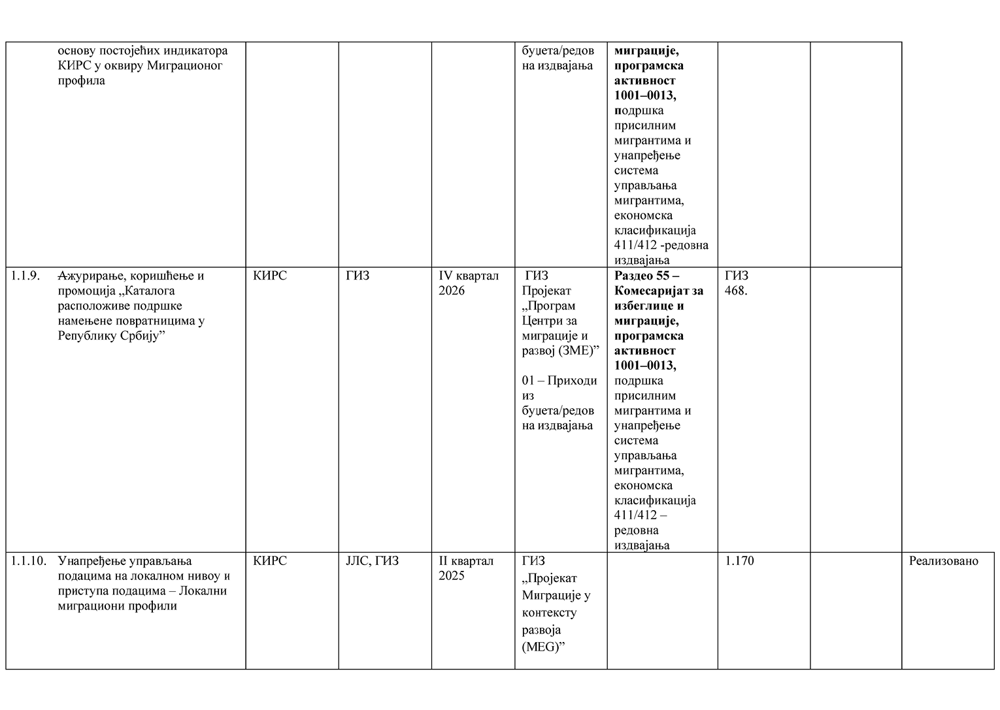 основу постојећих индикатора
КИРС у оквиру Миграционог
профила
буџета/редов
на издвајања
миграције,
програмска
активност
1001–0013,
подршка
присилним
мигрантима и
унапређење
система
управљања
мигрантима,
економска
класификација
411/412 -редовна
издвајања
1.1.9.
Ажурирање, коришћење и
промоција „Каталога
расположиве подршке
намењене повратницима у
Републику Србију”
КИРС
ГИЗ
IV квартал
2026
ГИЗ
Пројекат
„Програм
Центри за
миграције и
развој (ЗМЕ)”
01 – Приходи
из
буџета/редов
на издвајања
Раздео 55 –
Комесаријат за
избеглице и
миграције,
програмска
активност
1001–0013,
подршка
присилним
мигрантима и
унапређење
система
управљања
мигрантима,
економска
класификација
411/412 –
редовна
издвајања
ГИЗ
468.
1.1.10.
Унапређење управљања
подацима на локалном нивоу и
приступа подацима – Локални
миграциони профили
КИРС
ЈЛС, ГИЗ
II квартал
2025
ГИЗ
„Пројекат
Миграције у
контексту
развоја
(MEG)”
1.170
Реализовано